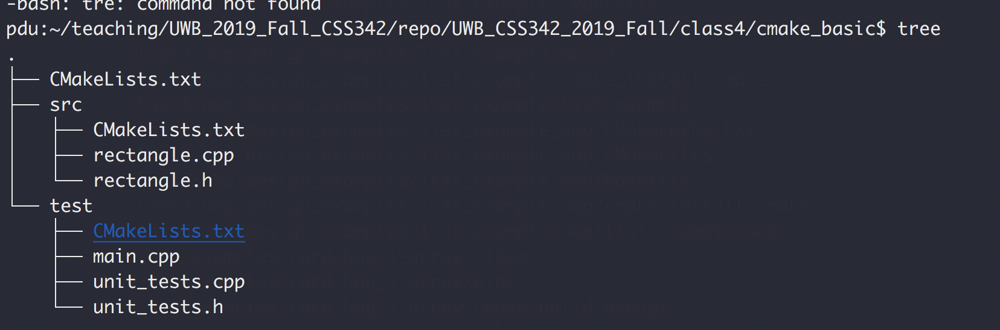 -bash: tre: command not found
pdu:~/teaching/UWB_2019_Fall_CSS342/repo/UWB_CSS342_2019_Fall/class4/cmake_basic$ tree
.
├── CMakeLists.txt
├── src
│   ├── CMakeLists.txt
│   ├── rectangle.cpp
│   └── rectangle.h
└── test
    ├── CMakeLists.txt
    ├── main.cpp
    ├── unit_tests.cpp
    └── unit_tests.h